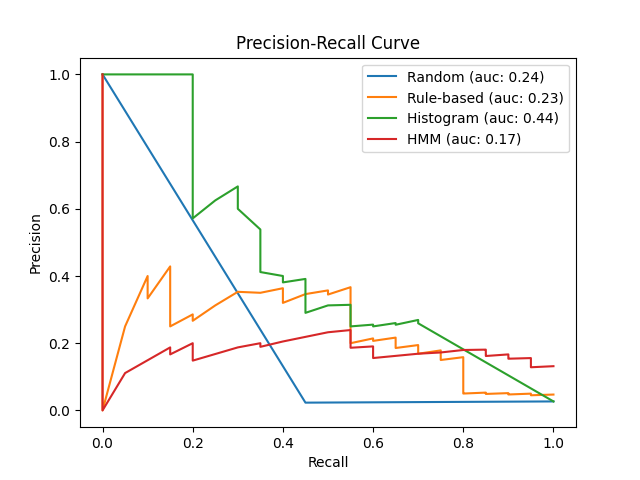 Precision-Recall Curve
Random (auc: 0.24)
Rule-based (auc: 0.23)
Histogram (auc: 0.44)
HMM (auc: 0.17)
Precision
1.0
0.8
0.6
0.4
0.2
0.0
0.0 0.2 0.4 0.6 0.8 1.0
Recall